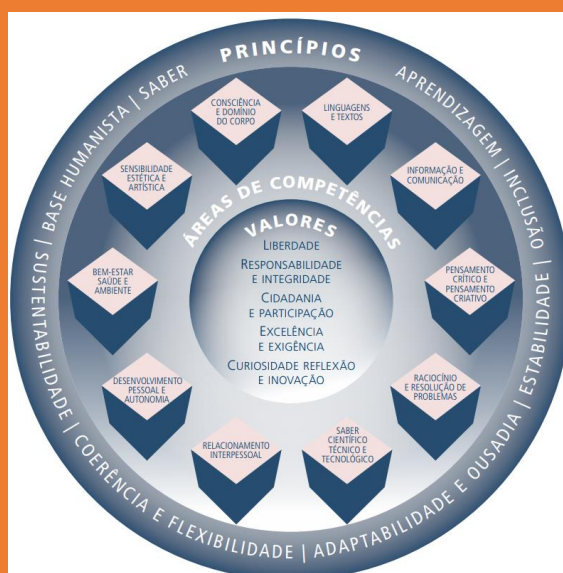 PRINCÍPIOS
BASE HUMANISTA | SABER
APRENDIZAGEM | INCLUSÃO |
ESTABILIDADE |
ADAPTABILIDADE E OUSADIA |
COERÊNCIA E FLEXIBILIDADE |
SUSTENTABILIDADE |
ÁREAS DE COMPETÊNCIAS
CONSCIÊNCIA
E DOMÍNIO
DO CORPO
LINGUAGENS
E TEXTOS
INFORMAÇÃO E
COMUNICAÇÃO
PENSAMENTO
CRÍTICO E
PENSAMENTO
CRIATIVO
RACIOCÍNIO
E RESOLUÇÃO DE
PROBLEMAS
SABER
CIENTÍFICO
TÉCNICO E
TECNOLÓGICO
RELACIONAMENTO
INTERPESSOAL
DESENVOLVIMENTO
PESSOAL E
AUTONOMIA
BEM-ESTAR
SAÚDE E
AMBIENTE
SENSIBILIDADE
ESTÉTICA E
ARTÍSTICA
VALORES
LIBERDADE
RESPONSABILIDADE
E INTEGRIDADE
CIDADANIA
E PARTICIPAÇÃO
EXCELÊNCIA
E EXIGÊNCIA
CURIOSIDADE REFLEXÃO
E INOVAÇÃO